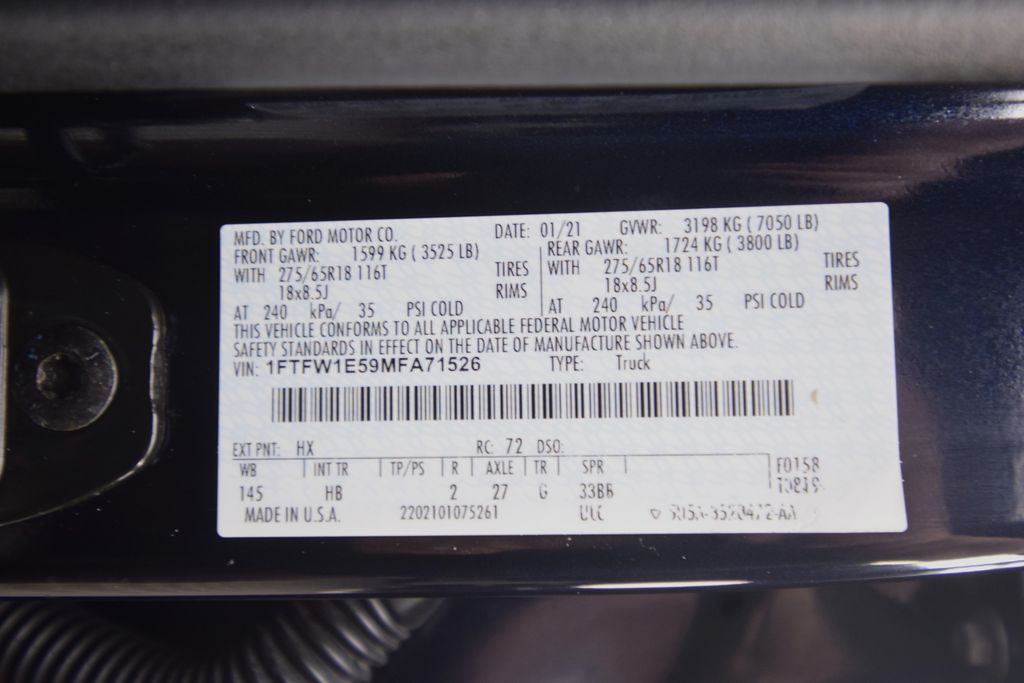 MFD. BY FORD MOTOR CO. DATE: 01/21 GVWR: 3198 KG ( 7050 LB)
FRONT GAWR: 1599 KG ( 3525 LB) REAR GAWR: 1724 KG ( 3800 LB)
WITH 275/65R18 116T TIRES WITH 275/65R18 116T TIRES
18x8.5J RIMS 18x8.5J RIMS
AT 240 kPa/ 35 PSI COLD AT 240 kPa/ 35 PSI COLD
THIS VEHICLE CONFORMS TO ALL APPLICABLE FEDERAL MOTOR VEHICLE
SAFETY STANDARDS IN EFFECT ON THE DATE OF MANUFACTURE SHOWN ABOVE.
VIN: 1FTFW1E59MFA71526 TYPE: Truck
EXT PNT: HX RC: 72 DSO:
WB INT TR TP/PS R AXLE TR SPR F0158
145 HB 2 27 G 33BB
MADE IN U.S.A. 2202101075261 ULC